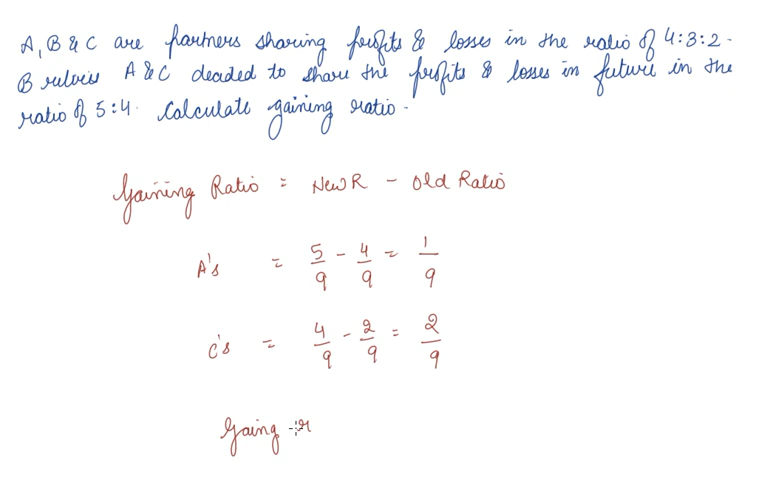 A, B & C are partners sharing profits & losses in the ratio of 4:3:2.
B retires A & C decided to share the profits & losses in future in the
ratio of 5:4. Calculate gaining ratio.
Gaining Ratio = New R - Old Ratio
A's = 5/9 - 4/9 = 1/9
C's = 4/9 - 2/9 = 2/9
Gaing r